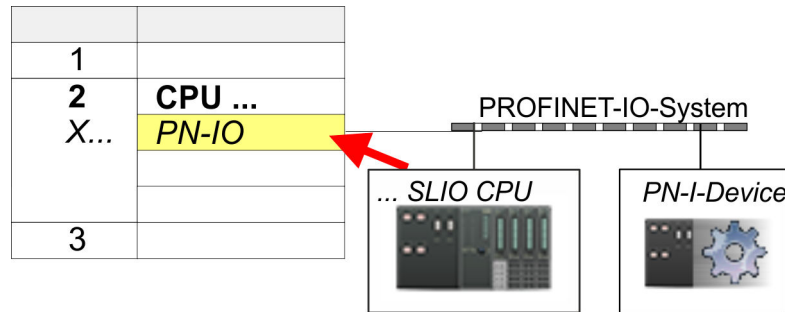 1
2 CPU ...
X... PN-IO
3
PROFINET-IO-System
... SLIO CPU
PN-I-Device